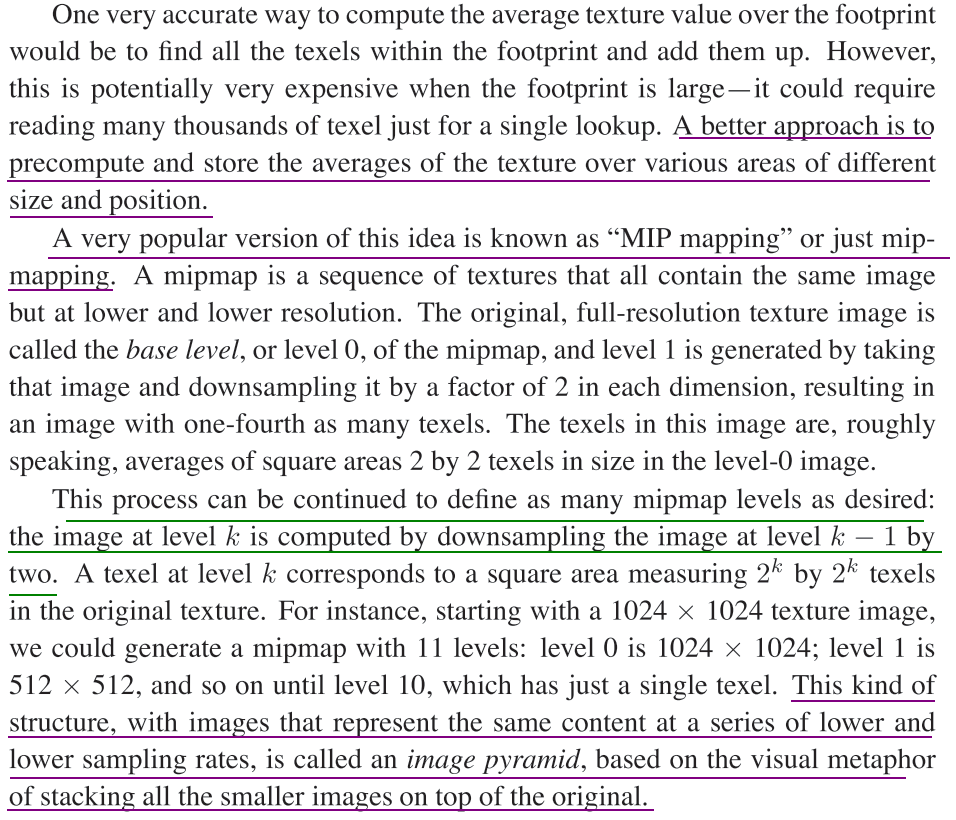 One very accurate way to compute the average texture value over the footprint
would be to find all the texels within the footprint and add them up. However,
this is potentially very expensive when the footprint is large—it could require
reading many thousands of texel just for a single lookup. A better approach is to
precompute and store the averages of the texture over various areas of different
size and position.
A very popular version of this idea is known as “MIP mapping” or just mip-
mapping. A mipmap is a sequence of textures that all contain the same image
but at lower and lower resolution. The original, full-resolution texture image is
called the base level, or level 0, of the mipmap, and level 1 is generated by taking
that image and downsampling it by a factor of 2 in each dimension, resulting in
an image with one-fourth as many texels. The texels in this image are, roughly
speaking, averages of square areas 2 by 2 texels in size in the level-0 image.
This process can be continued to define as many mipmap levels as desired:
the image at level k is computed by downsampling the image at level k − 1 by
two. A texel at level k corresponds to a square area measuring 2^k by 2^k texels
in the original texture. For instance, starting with a 1024 × 1024 texture image,
we could generate a mipmap with 11 levels: level 0 is 1024 × 1024; level 1 is
512 × 512, and so on until level 10, which has just a single texel. This kind of
structure, with images that represent the same content at a series of lower and
lower sampling rates, is called an image pyramid, based on the visual metaphor
of stacking all the smaller images on top of the original.